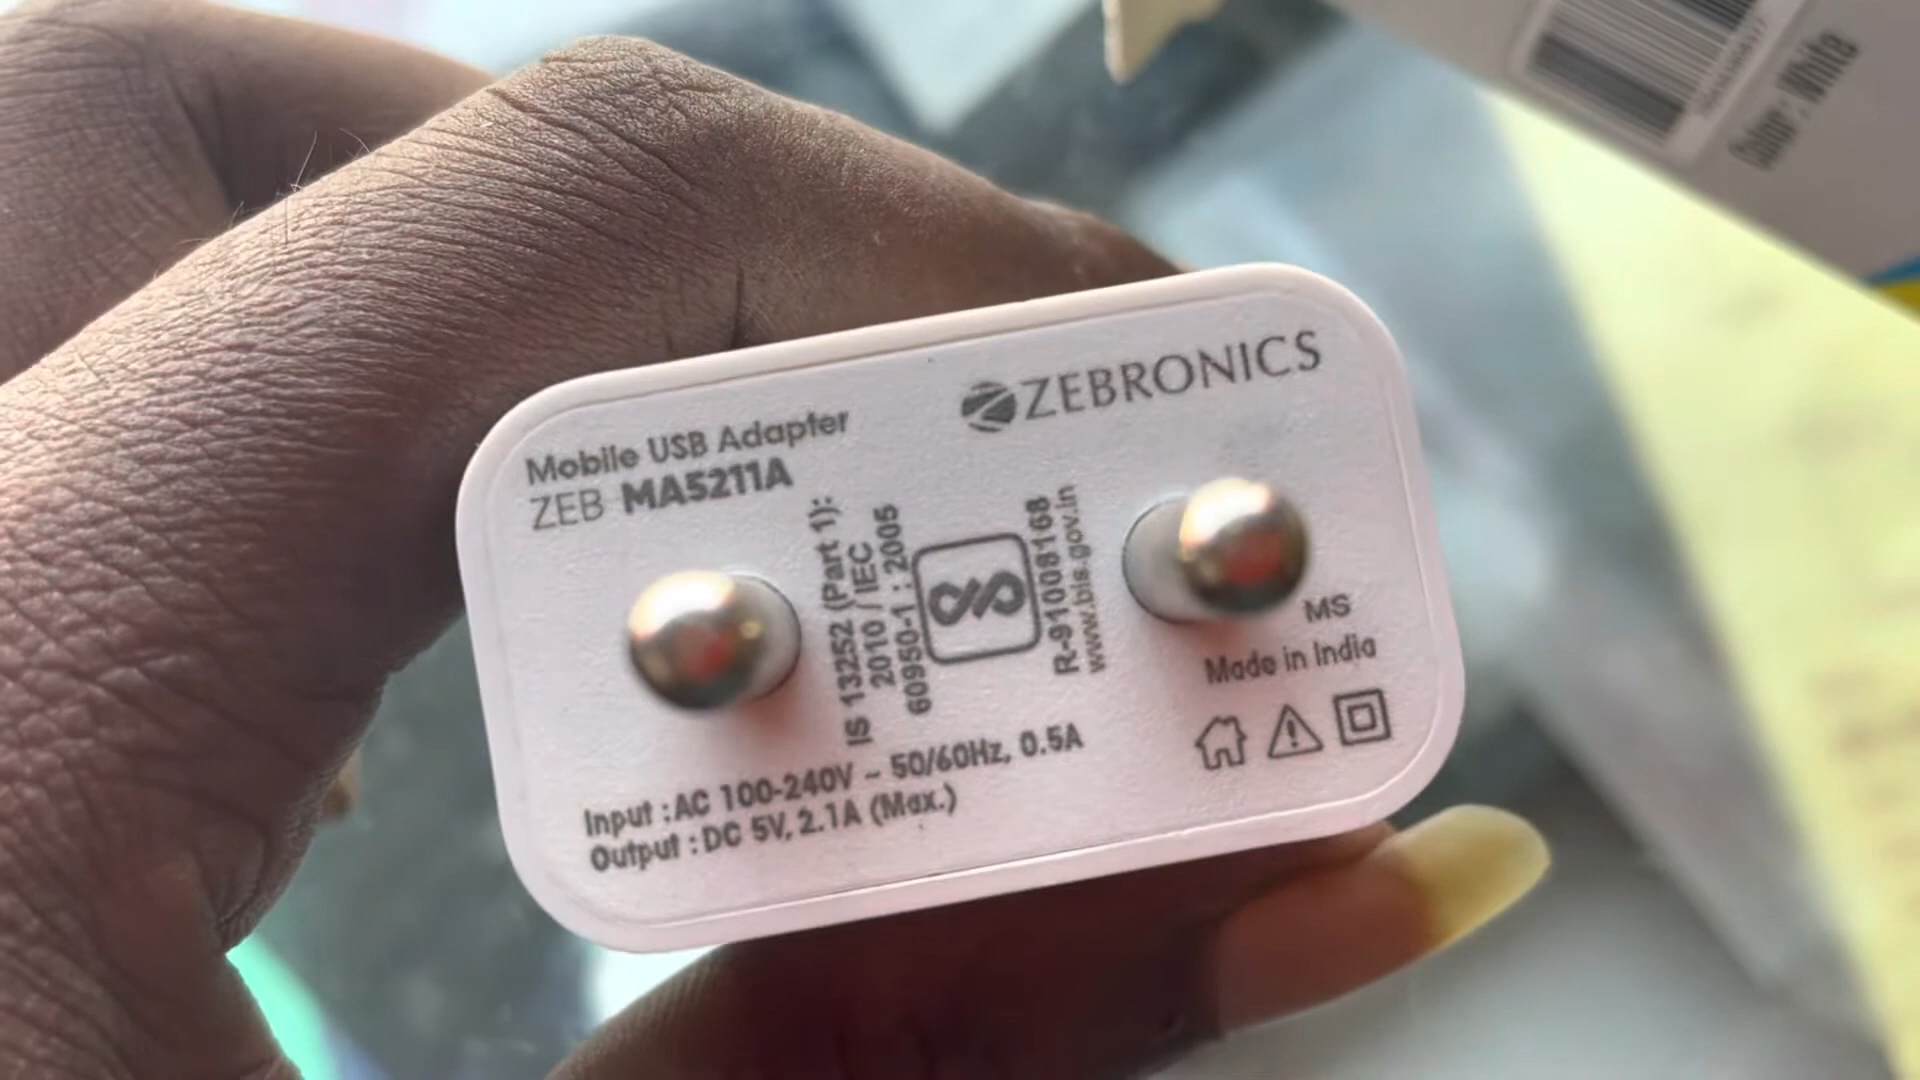 ZEBRONICS
Mobile USB Adapter
ZEB MA5211A
IS 13252 (Part 1):
2010 / IEC
60950-1 : 2005
R-91008168
www.bis.gov.in
MS
Made in India
Input : AC 100-240V ~ 50/60Hz, 0.5A
Output : DC 5V, 2.1A (Max.)
Color : White